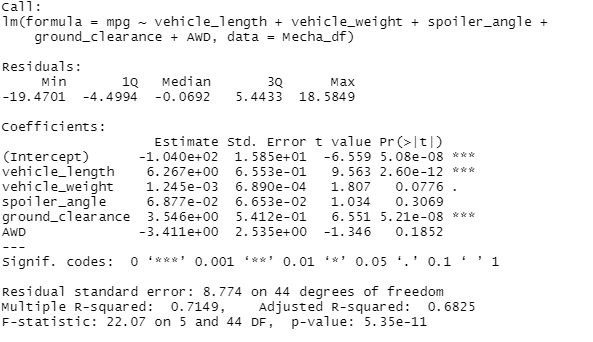 Call:
lm(formula = mpg ~ vehicle_length + vehicle_weight + spoiler_angle +
    ground_clearance + AWD, data = Mecha_df)

Residuals:
     Min       1Q   Median       3Q      Max
-19.4701  -4.4994  -0.0692   5.4433  18.5849

Coefficients:
                   Estimate Std. Error t value Pr(>|t|)
(Intercept)      -1.040e+02  1.585e+01  -6.559 5.08e-08 ***
vehicle_length    6.267e+00  6.553e-01   9.563 2.60e-12 ***
vehicle_weight    1.245e-03  6.890e-04   1.807   0.0776 .
spoiler_angle     6.877e-02  6.653e-02   1.034   0.3069
ground_clearance  3.546e+00  5.412e-01   6.551 5.21e-08 ***
AWD              -3.411e+00  2.535e+00  -1.346   0.1852
---
Signif. codes:  0 ‘***’ 0.001 ‘**’ 0.01 ‘*’ 0.05 ‘.’ 0.1 ‘ ’ 1

Residual standard error: 8.774 on 44 degrees of freedom
Multiple R-squared:  0.7149,    Adjusted R-squared:  0.6825
F-statistic: 22.07 on 5 and 44 DF,  p-value: 5.35e-11